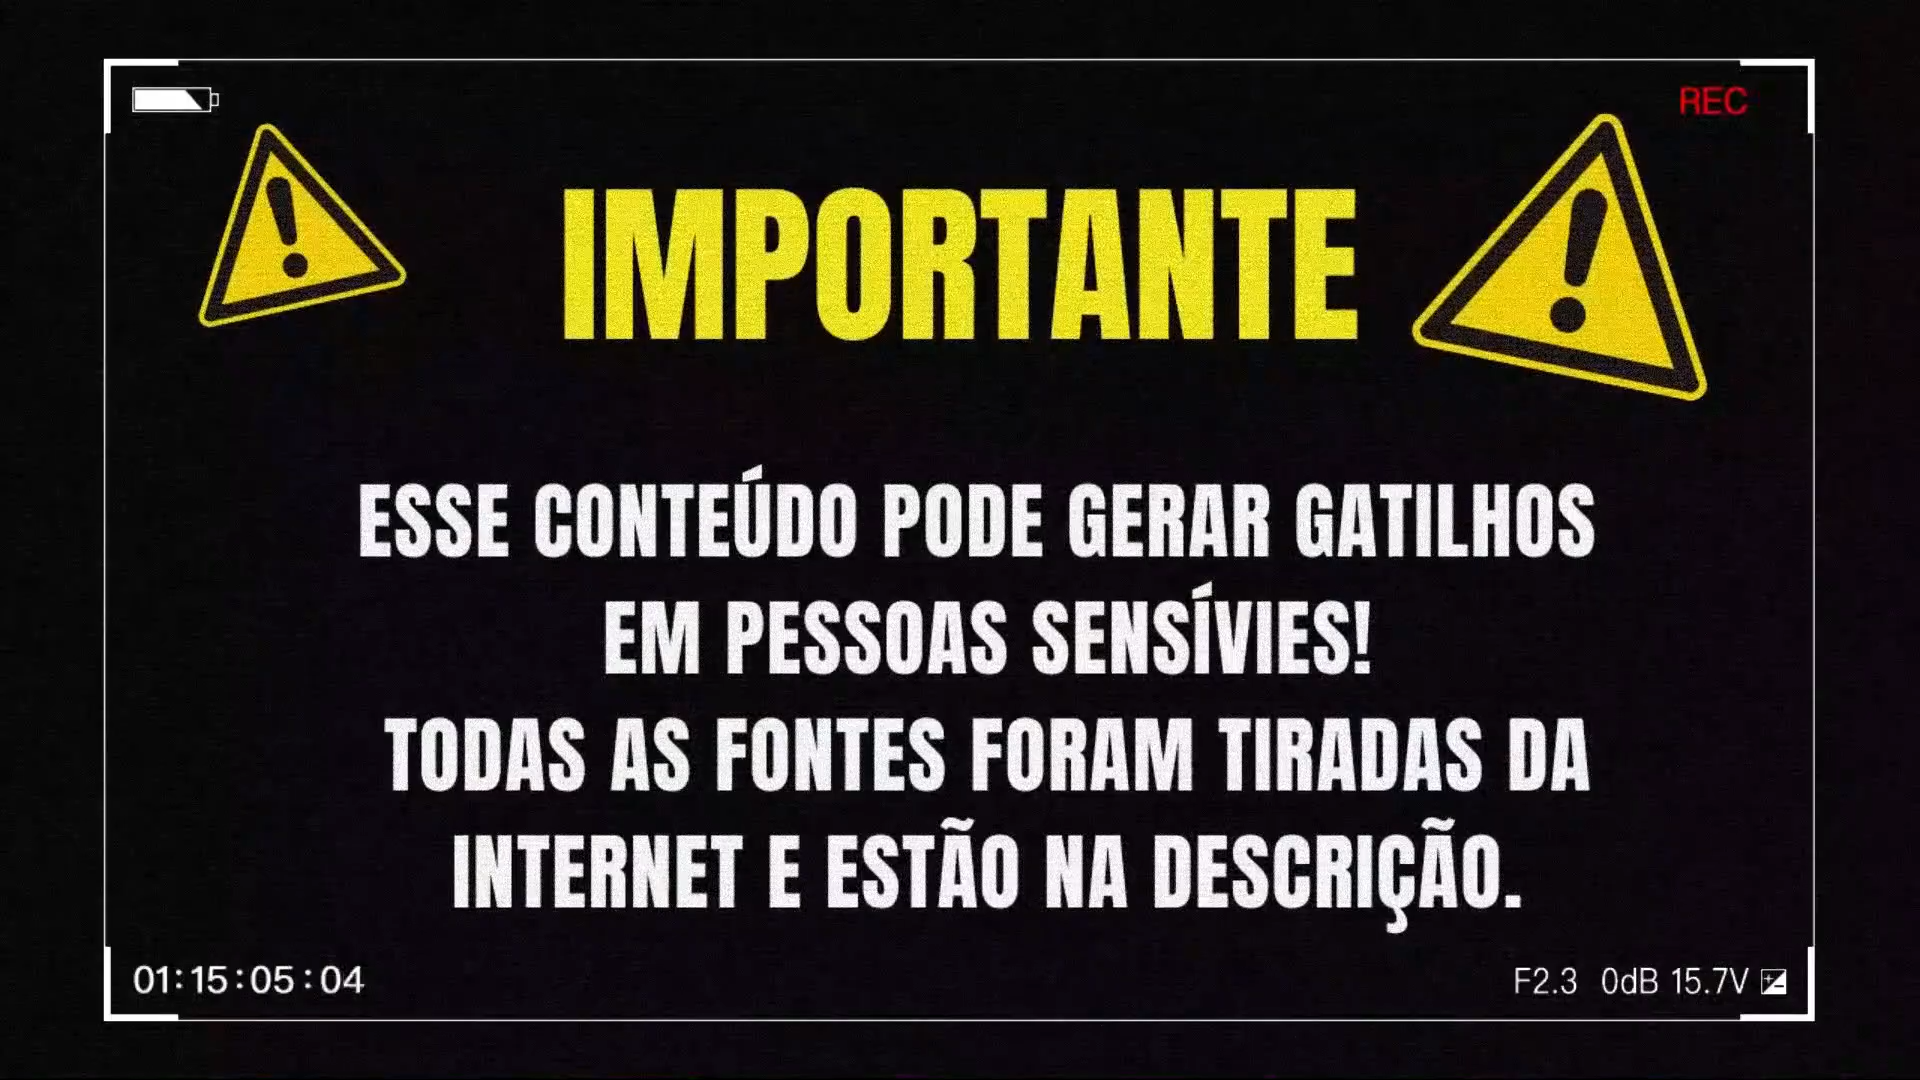 REC
IMPORTANTE
ESSE CONTEÚDO PODE GERAR GATILHOS
EM PESSOAS SENSÍVIES!
TODAS AS FONTES FORAM TIRADAS DA
INTERNET E ESTÃO NA DESCRIÇÃO.
01:15:05:04
F2.3 0dB 15.7V